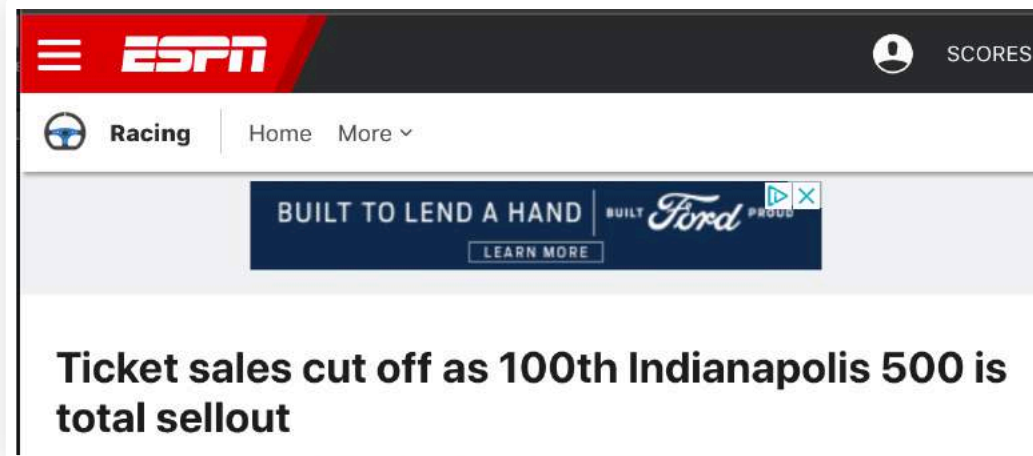 ESPN
SCORES
Racing
Home
More
BUILT TO LEND A HAND
BUILT Ford PROUD
LEARN MORE
Ticket sales cut off as 100th Indianapolis 500 is
total sellout